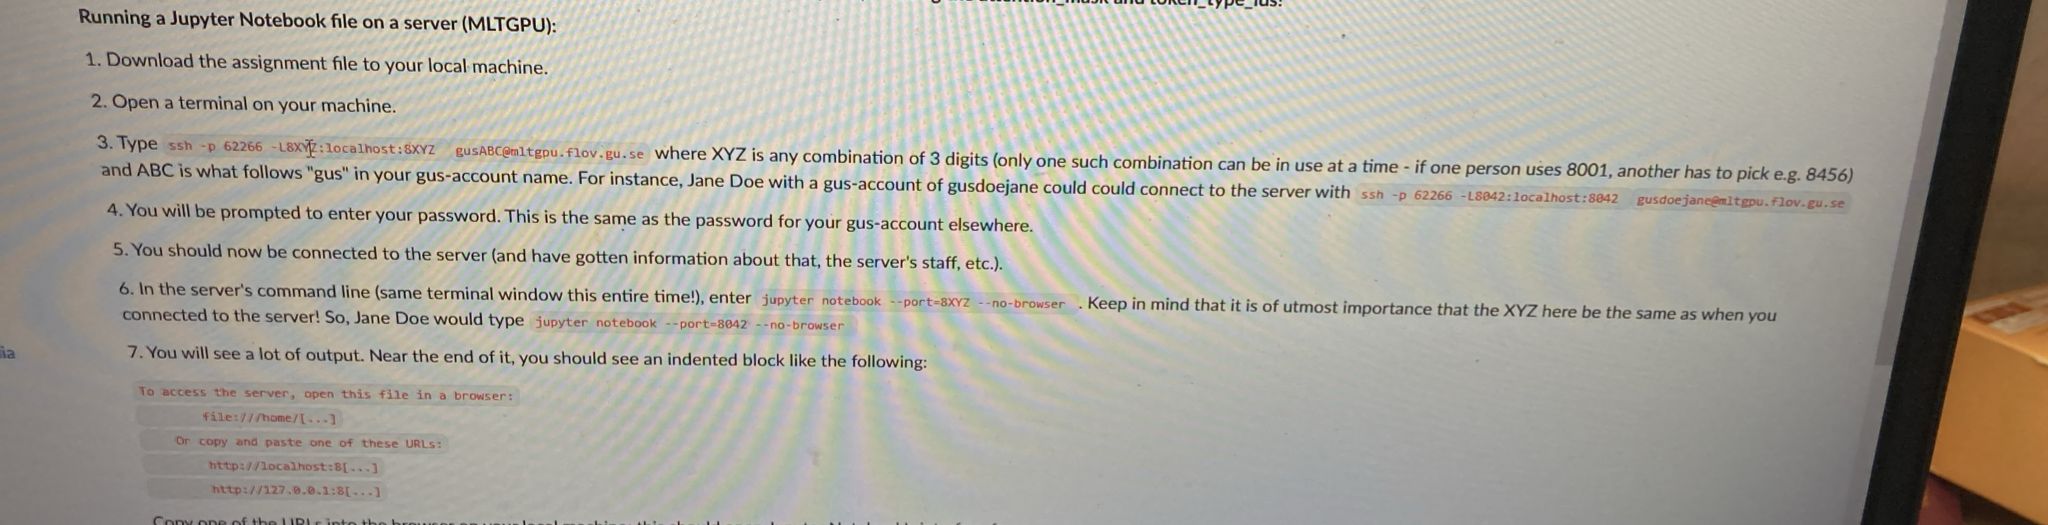 token_type_ids.
Running a Jupyter Notebook file on a server (MLTGPU):
1. Download the assignment file to your local machine.
2. Open a terminal on your machine.
3. Type ssh -p 62266 -L8XYZ:localhost:8XYZ gusABC@mltgpu.flov.gu.se where XYZ is any combination of 3 digits (only one such combination can be in use at a time - if one person uses 8001, another has to pick e.g. 8456)
and ABC is what follows "gus" in your gus-account name. For instance, Jane Doe with a gus-account of gusdoejane could could connect to the server with ssh -p 62266 -L8042:localhost:8042 gusdoejane@mltgpu.flov.gu.se
4. You will be prompted to enter your password. This is the same as the password for your gus-account elsewhere.
5. You should now be connected to the server (and have gotten information about that, the server's staff, etc.).
6. In the server's command line (same terminal window this entire time!), enter jupyter notebook --port=8XYZ --no-browser . Keep in mind that it is of utmost importance that the XYZ here be the same as when you
connected to the server! So, Jane Doe would type jupyter notebook --port=8042 --no-browser
ia
7. You will see a lot of output. Near the end of it, you should see an indented block like the following:
To access the server, open this file in a browser:
file:///home/[...]
Or copy and paste one of these URLs:
http://localhost:8[...]
http://127.0.0.1:8[...]
Copy one of the URLs into the browser